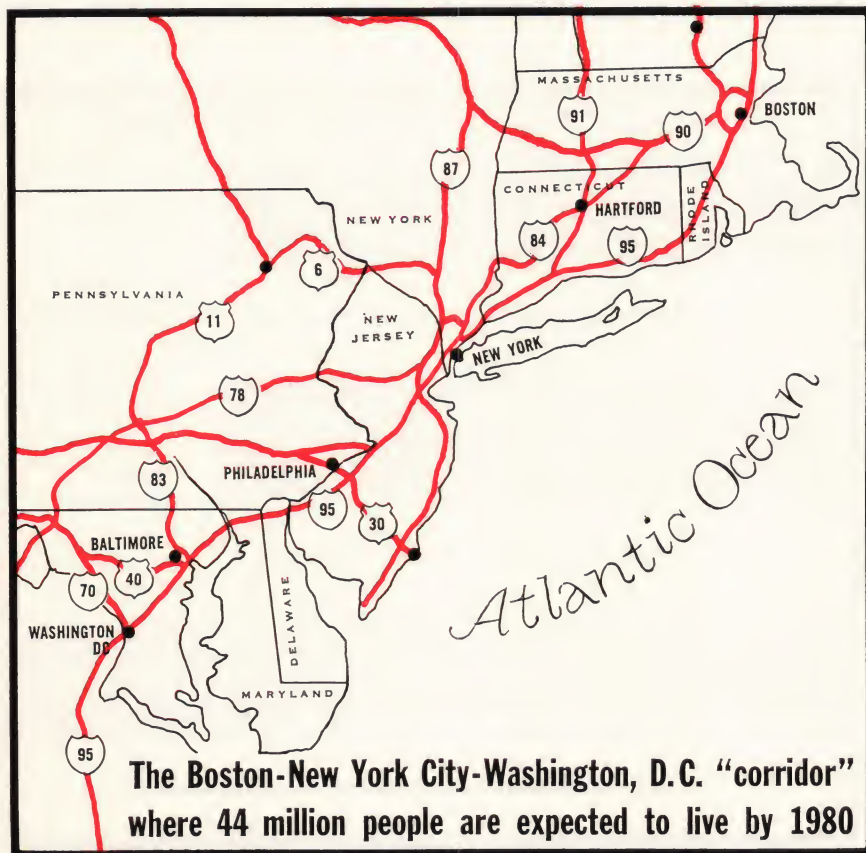 MASSACHUSETTS
91
BOSTON
90
87
CONNECTICUT
HARTFORD
RHODE
ISLAND
NEW YORK
84
95
6
PENNSYLVANIA
11
NEW
JERSEY
NEW YORK
78
Atlantic Ocean
PHILADELPHIA
83
95
30
BALTIMORE
40
70
WASHINGTON
DC
DELAWARE
MARYLAND
95
The Boston-New York City-Washington, D.C. “corridor”
where 44 million people are expected to live by 1980